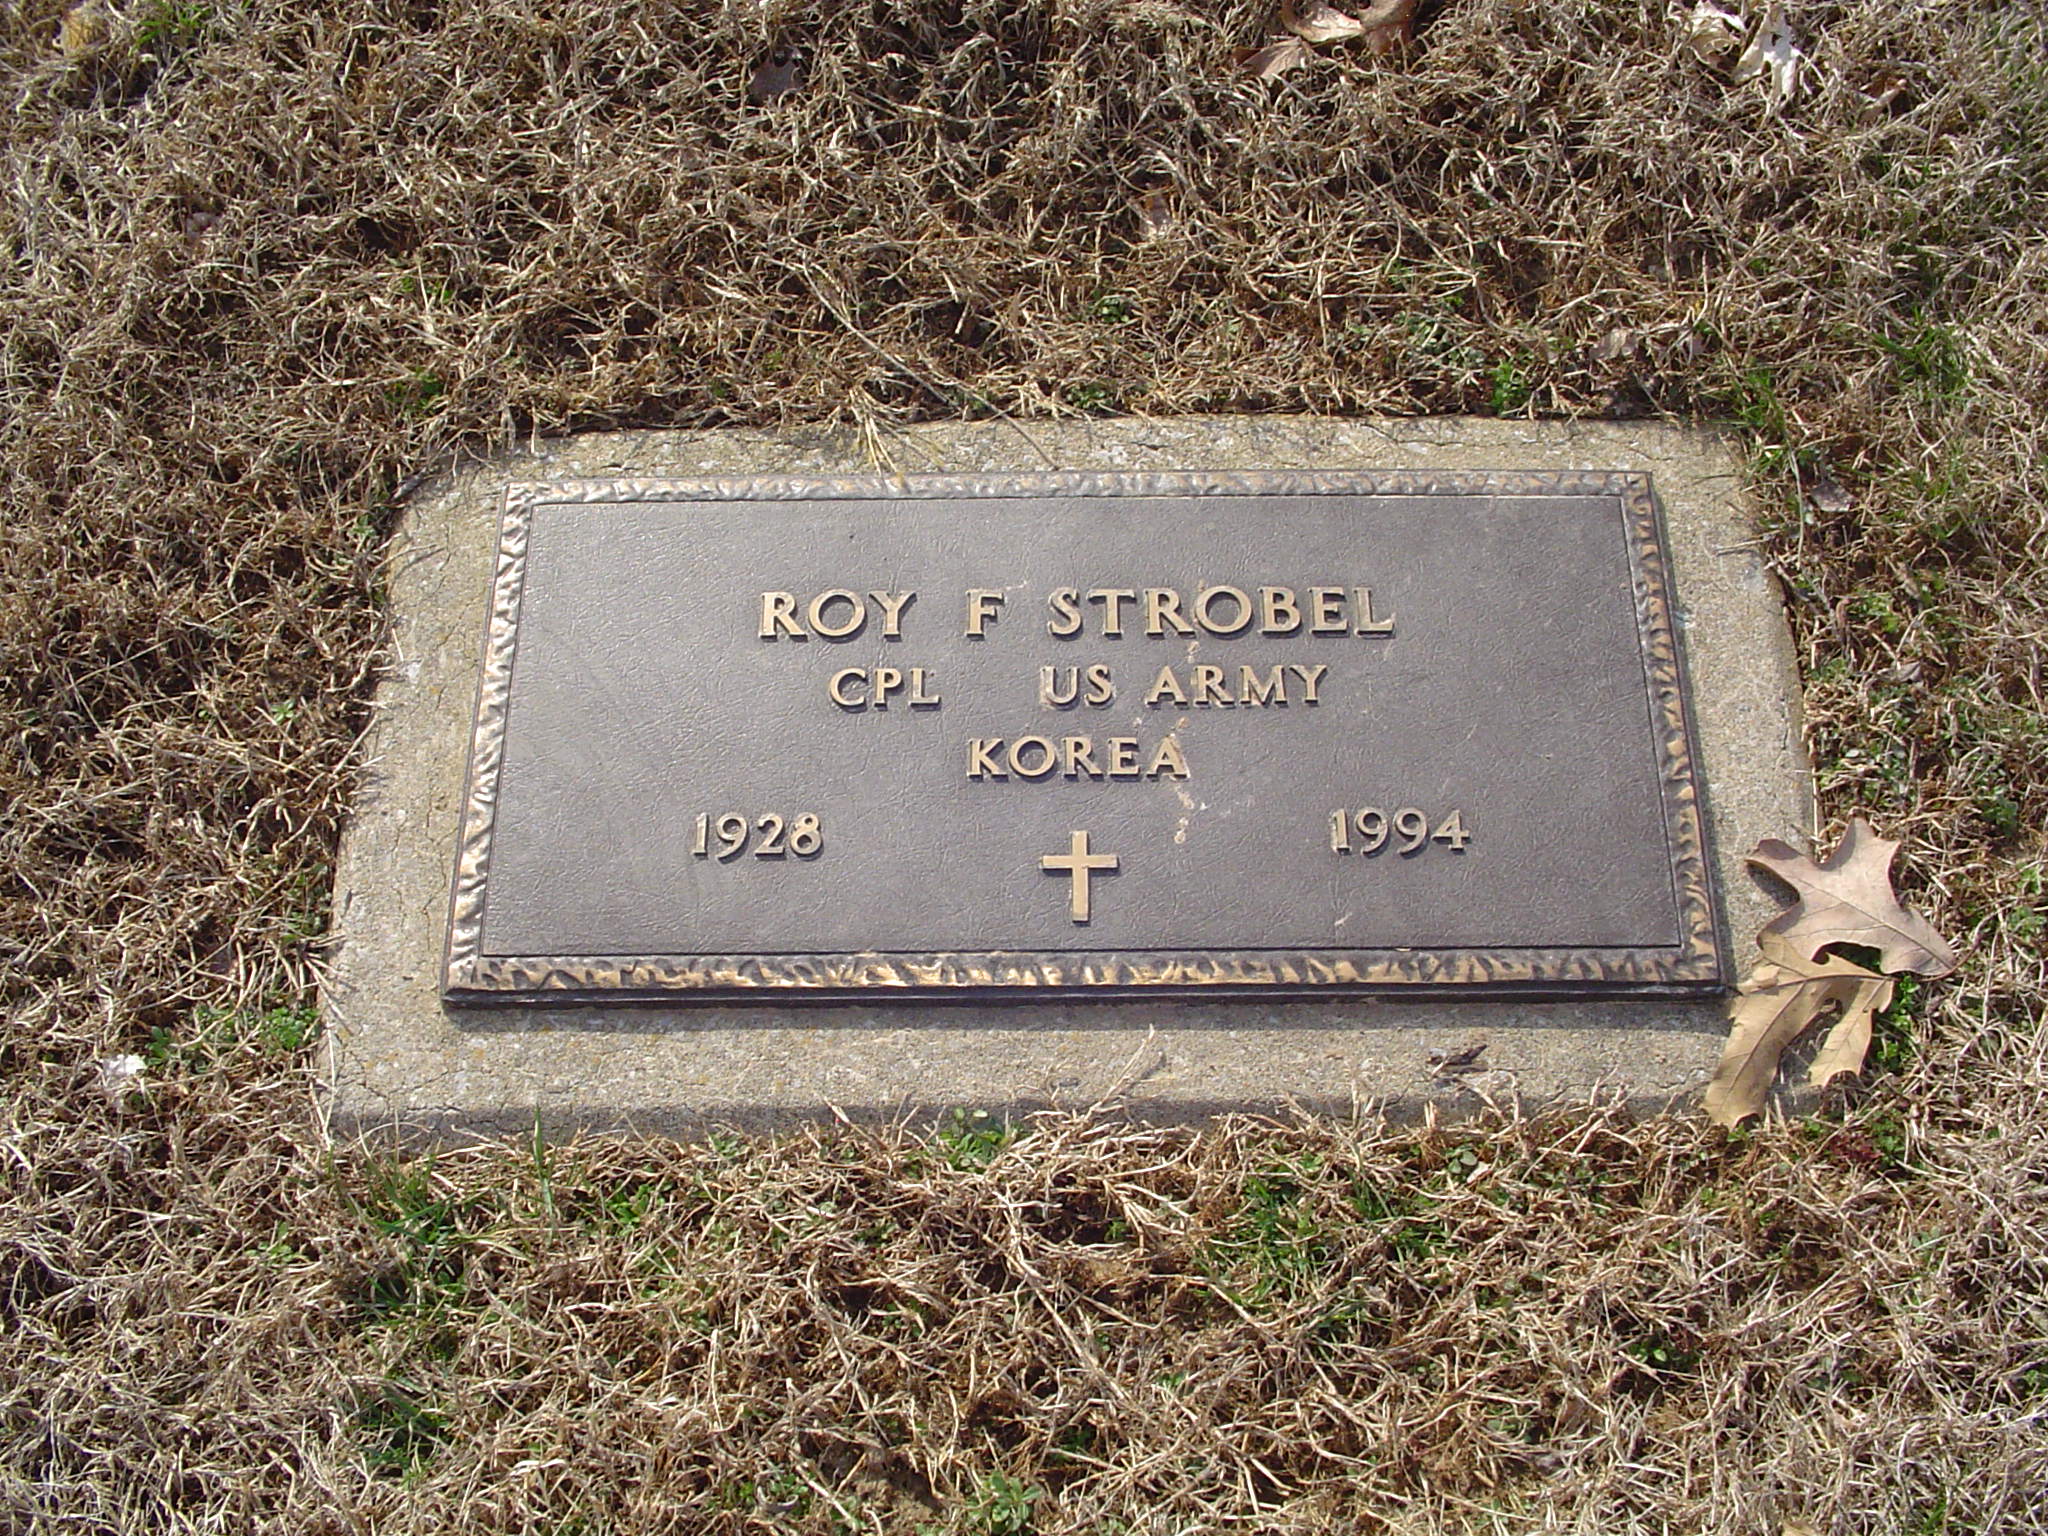 ROY F STROBEL
CPL US ARMY
KOREA
1928 1994